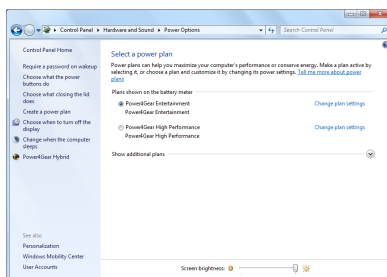 Control Panel ▸ Hardware and Sound ▸ Power Options
Search Control Panel
Control Panel Home
Require a password on wakeup
Choose what the power
buttons do
Choose what closing the lid
does
Create a power plan
Choose when to turn off the
display
Change when the computer
sleeps
Power4Gear Hybrid
See also
Personalization
Windows Mobility Center
User Accounts
Select a power plan
Power plans can help you maximize your computer's performance or conserve energy. Make a plan active by
selecting it, or choose a plan and customize it by changing its power settings. Tell me more about power
plans
Plans shown on the battery meter
Power4Gear Entertainment Change plan settings
Power4Gear Entertainment
Power4Gear High Performance Change plan settings
Power4Gear High Performance
Show additional plans
Screen brightness: